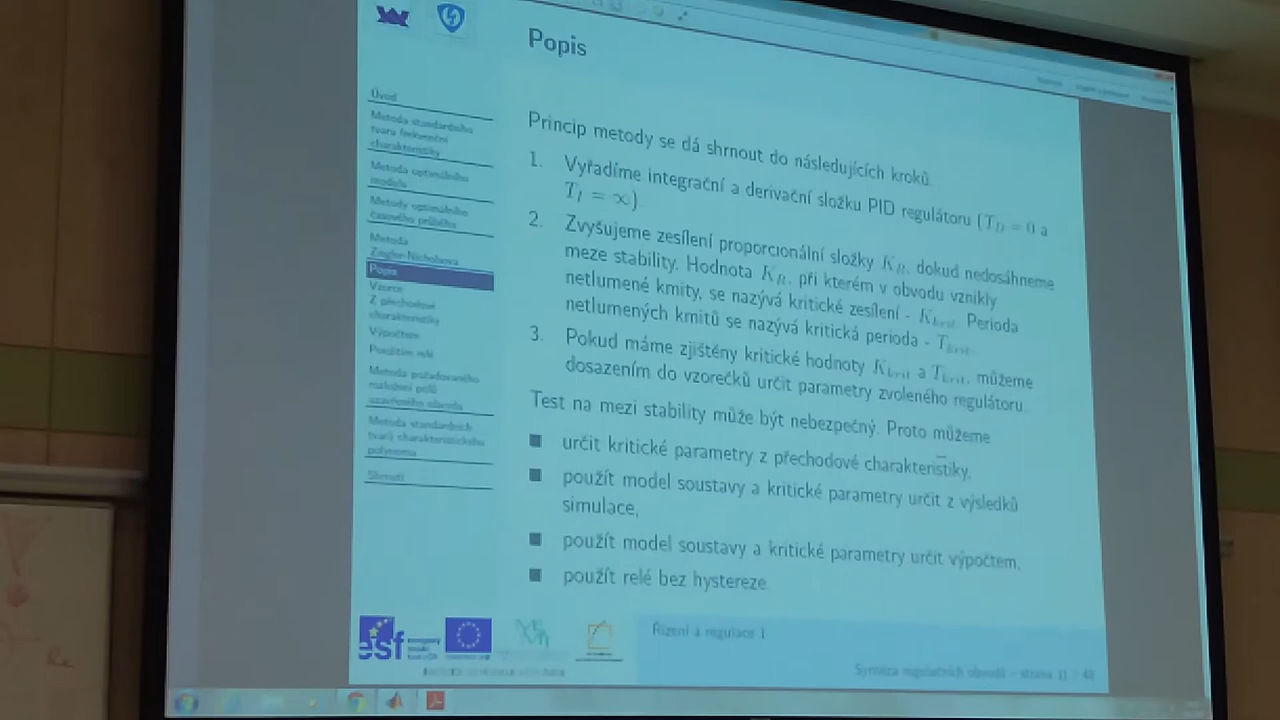 Popis
Úvod
Metoda standardního
tvaru frekvenční
charakteristiky
Metoda optimálního
modulu
Metody optimálního
časového průběhu
Metoda
Ziegler-Nicholsova
Popis
Vzorce
Z přechodové
charakteristiky
Výpočtem
Použitím relé
Metoda požadovaného
rozložení pólů
uzavřeného obvodu
Metoda standardních
tvarů charakteristického
polynomu
Shrnutí
Princip metody se dá shrnout do následujících kroků.
1. Vyřadíme integrační a derivační složku PID regulátoru (T_D = 0 a
T_I = ∞)
2. Zvyšujeme zesílení proporcionální složky K_R, dokud nedosáhneme
meze stability. Hodnota K_R, při kterém v obvodu vznikly
netlumené kmity, se nazývá kritické zesílení - K_krit. Perioda
netlumených kmitů se nazývá kritická perioda - T_krit.
3. Pokud máme zjištěny kritické hodnoty K_krit a T_krit, můžeme
dosazením do vzorečků určit parametry zvoleného regulátoru.
Test na mezi stability může být nebezpečný. Proto můžeme
určit kritické parametry z přechodové charakteristiky,
použít model soustavy a kritické parametry určit z výsledků
simulace,
použít model soustavy a kritické parametry určit výpočtem,
použít relé bez hystereze.
esf
Řízení a regulace I
Syntéza regulačních obvodů – strana 11 / 48